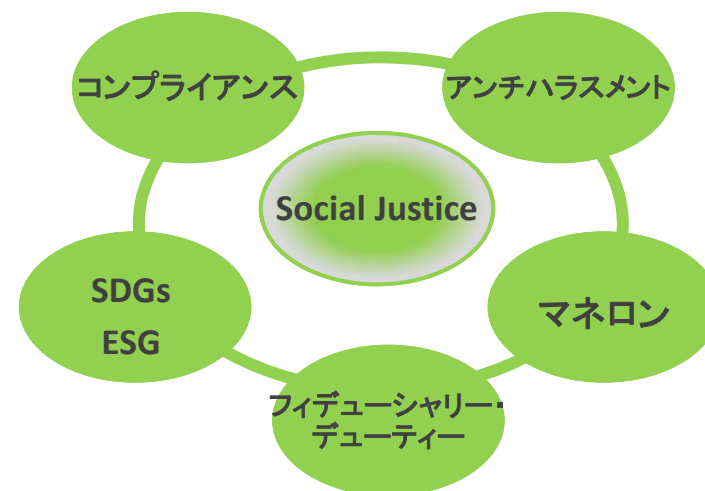 コンプライアンス
アンチハラスメント
Social Justice
SDGs
ESG
マネロン
フィデューシャリー・
デューティー